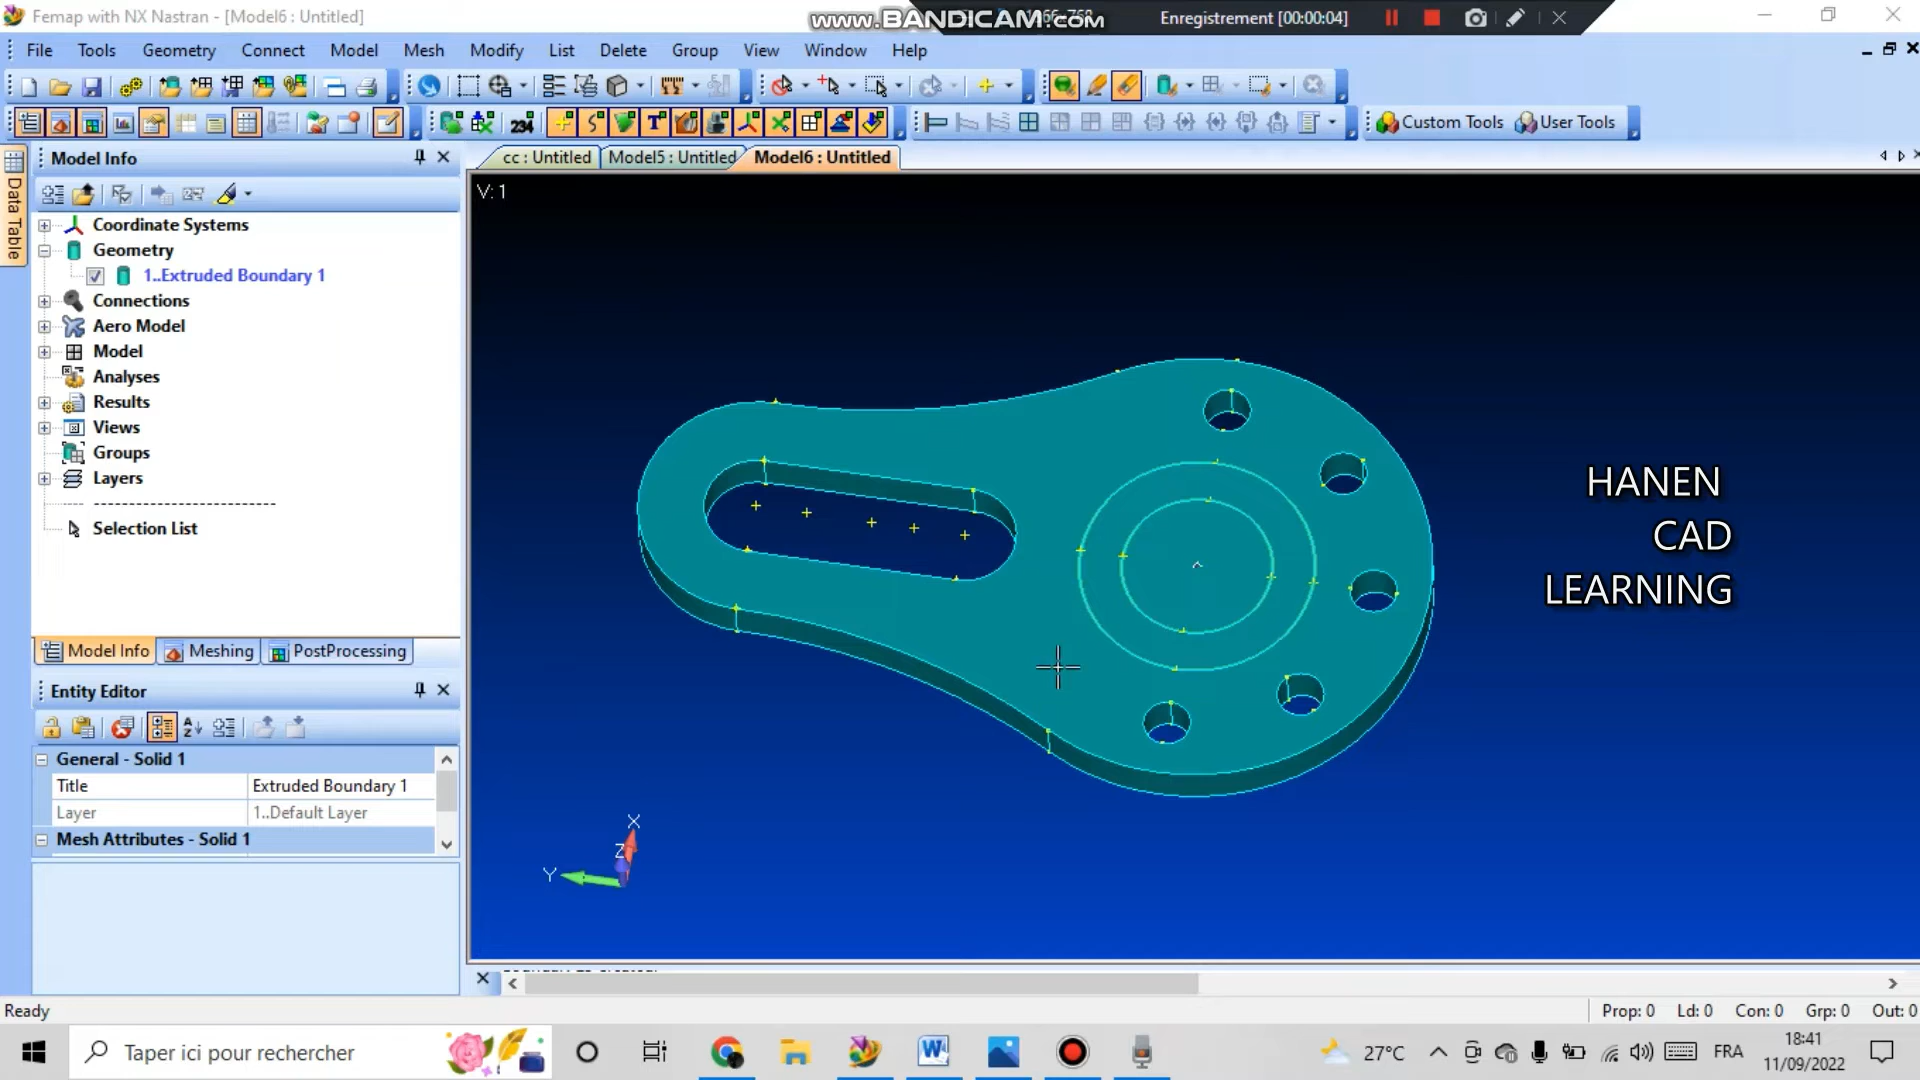 Femap with NX Nastran - [Model6 : Untitled]
www.BANDICAM.com
Enregistrement [00:00:04]
File Tools Geometry Connect Model Mesh Modify List Delete Group View Window Help
234
Custom Tools User Tools
Data Table
Model Info
cc : Untitled Model5 : Untitled Model6 : Untitled
V: 1
Coordinate Systems
Geometry
1..Extruded Boundary 1
Connections
Aero Model
Model
Analyses
Results
Views
Groups
Layers
Selection List
HANEN
CAD
LEARNING
Model Info Meshing PostProcessing
Entity Editor
General - Solid 1
Title Extruded Boundary 1
Layer 1..Default Layer
Mesh Attributes - Solid 1
X
Z
Y
Ready
Prop: 0 Ld: 0 Con: 0 Grp: 0 Out: 0
Taper ici pour rechercher
27°C
FRA
18:41
11/09/2022